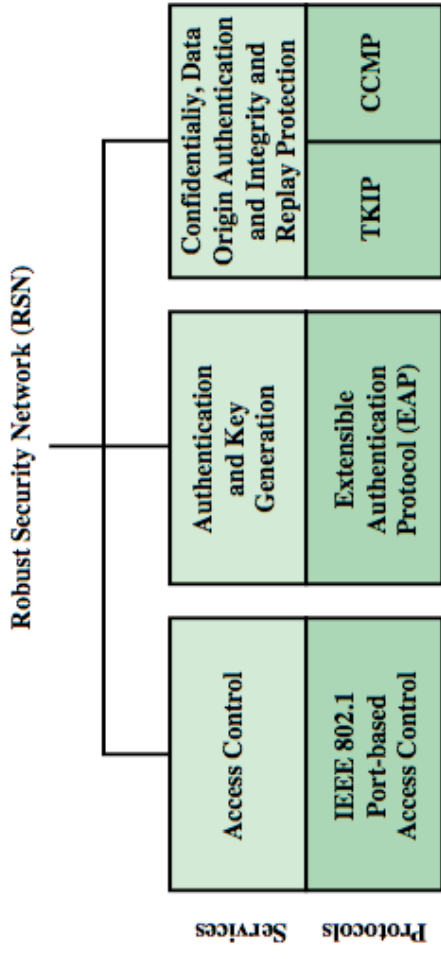 Robust Security Network (RSN)
Services
Access Control
Authentication
and Key
Generation
Confidentialiy, Data
Origin Authentication
and Integrity and
Replay Protection
Protocols
IEEE 802.1
Port-based
Access Control
Extensible
Authentication
Protocol (EAP)
TKIP
CCMP